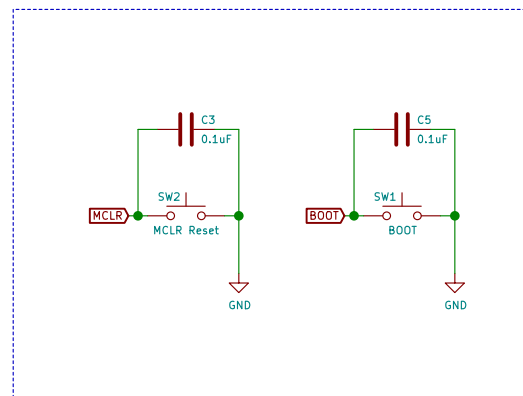 C3
0.1uF
SW2
MCLR
MCLR Reset
GND
C5
0.1uF
SW1
BOOT
BOOT
GND